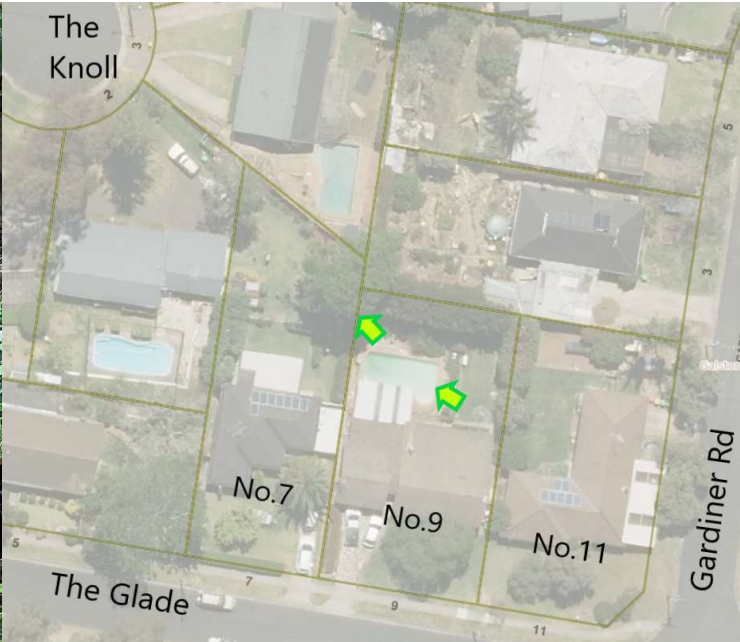 The
Knoll
3
2
5
3
Galston
No.7
No.9
No.11
Gardiner Rd
5
The Glade
7
9
11